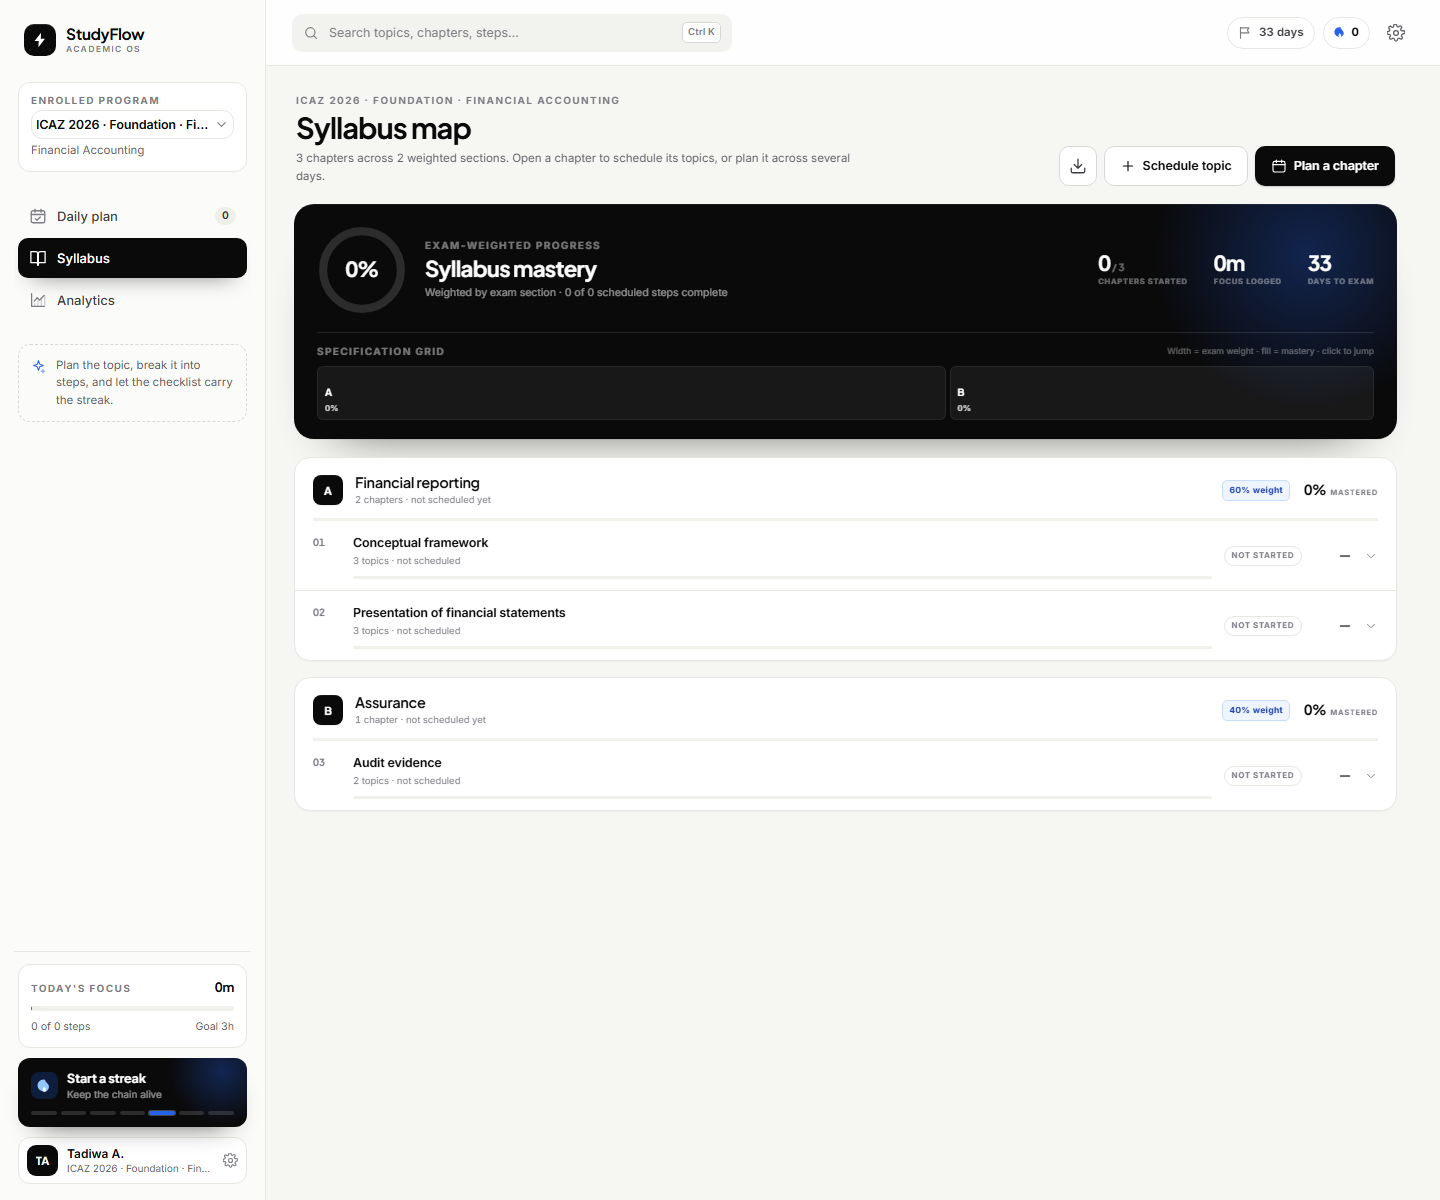 StudyFlow
ACADEMIC OS
ENROLLED PROGRAM
ICAZ 2026 · Foundation · Fi...
Financial Accounting
Daily plan
0
Syllabus
Analytics
Plan the topic, break it into
steps, and let the checklist carry
the streak.
TODAY'S FOCUS
0m
0 of 0 steps
Goal 3h
Start a streak
Keep the chain alive
TA
Tadiwa A.
ICAZ 2026 · Foundation · Fin...
Search topics, chapters, steps...
Ctrl K
33 days
0
ICAZ 2026 · FOUNDATION · FINANCIAL ACCOUNTING
Syllabus map
3 chapters across 2 weighted sections. Open a chapter to schedule its topics, or plan it across several
days.
Schedule topic
Plan a chapter
0%
EXAM-WEIGHTED PROGRESS
Syllabus mastery
Weighted by exam section · 0 of 0 scheduled steps complete
0/3
CHAPTERS STARTED
0m
FOCUS LOGGED
33
DAYS TO EXAM
SPECIFICATION GRID
Width = exam weight · fill = mastery · click to jump
A
0%
B
0%
A
Financial reporting
2 chapters · not scheduled yet
60% weight
0% MASTERED
01
Conceptual framework
3 topics · not scheduled
NOT STARTED
—
02
Presentation of financial statements
3 topics · not scheduled
NOT STARTED
—
B
Assurance
1 chapter · not scheduled yet
40% weight
0% MASTERED
03
Audit evidence
2 topics · not scheduled
NOT STARTED
—